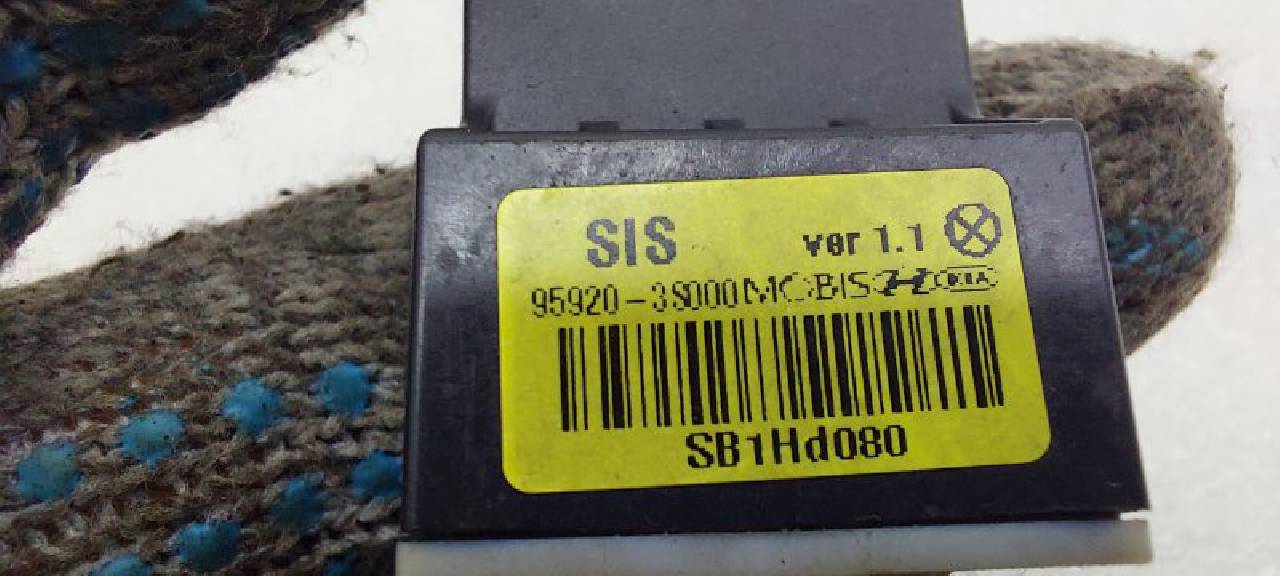 SIS
ver 1.1
95920-3S000 MOBIS H KIA
SB1Hd080